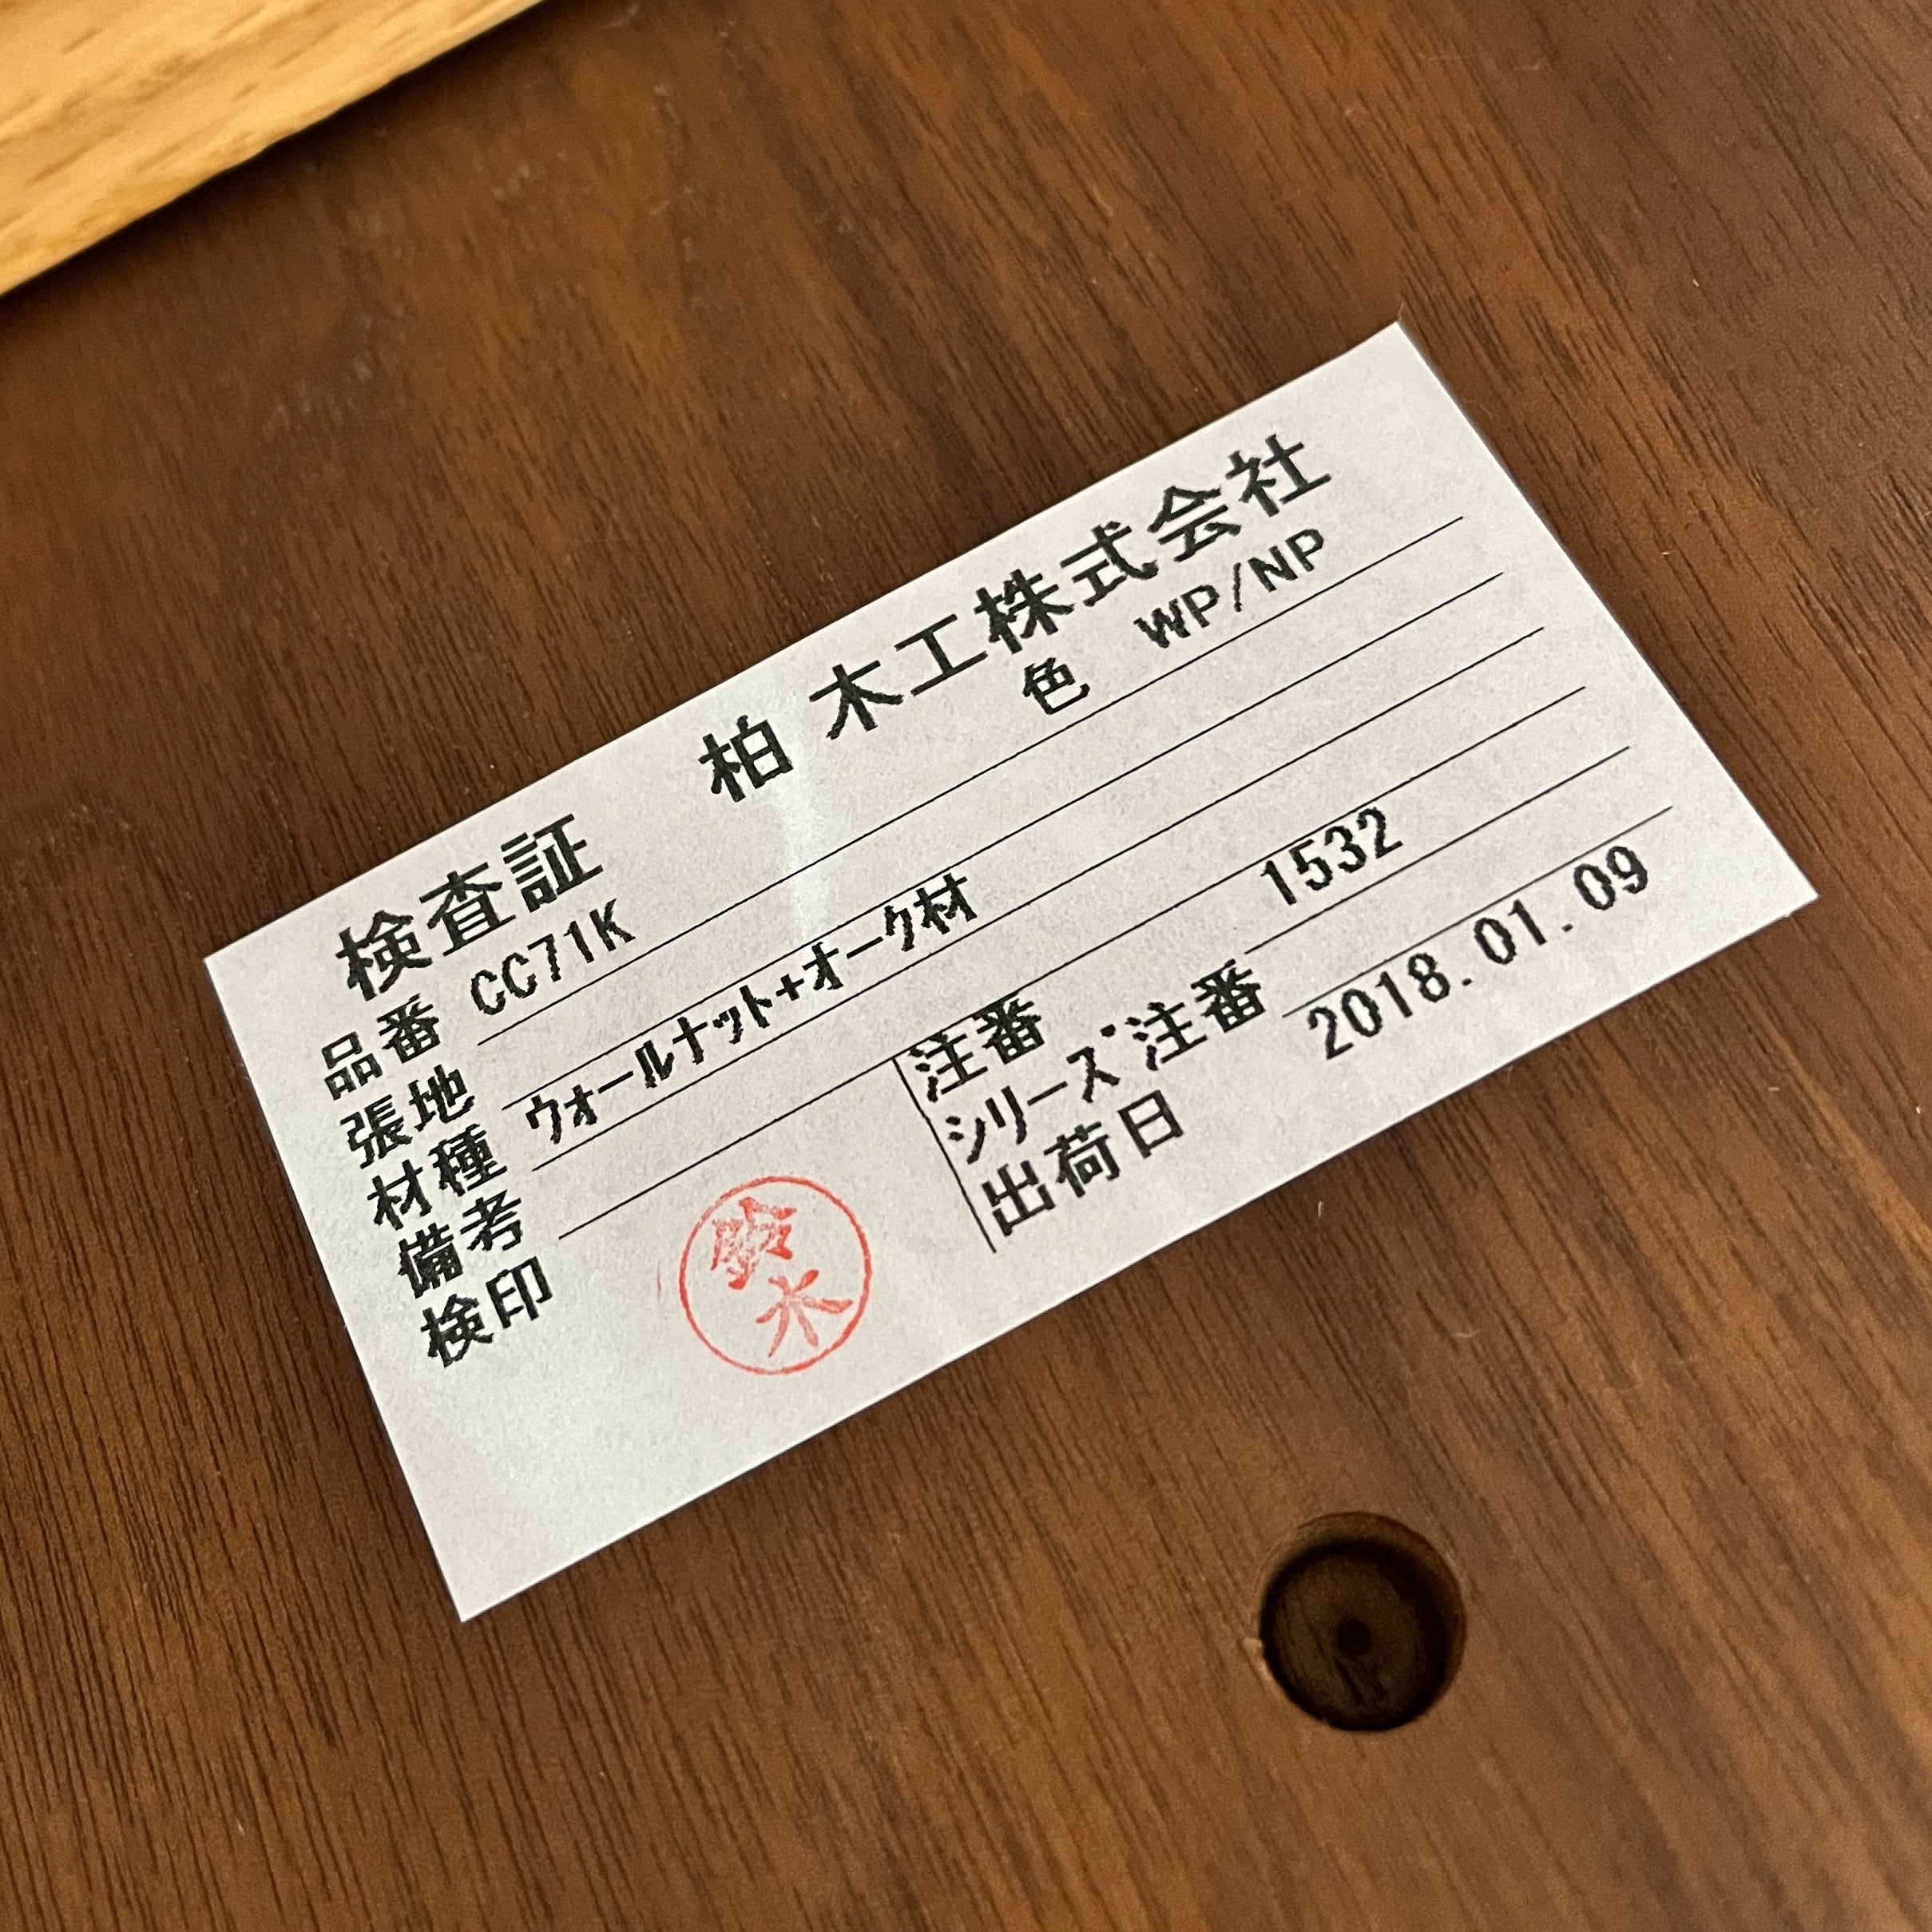 検査証 柏木工株式会社
品番 CC71K 色 WP/NP
張地
材種 ウォールナット+オーク材
備考
検印 鈴木
注番 1532
シリーズ注番
出荷日 2018.01.09